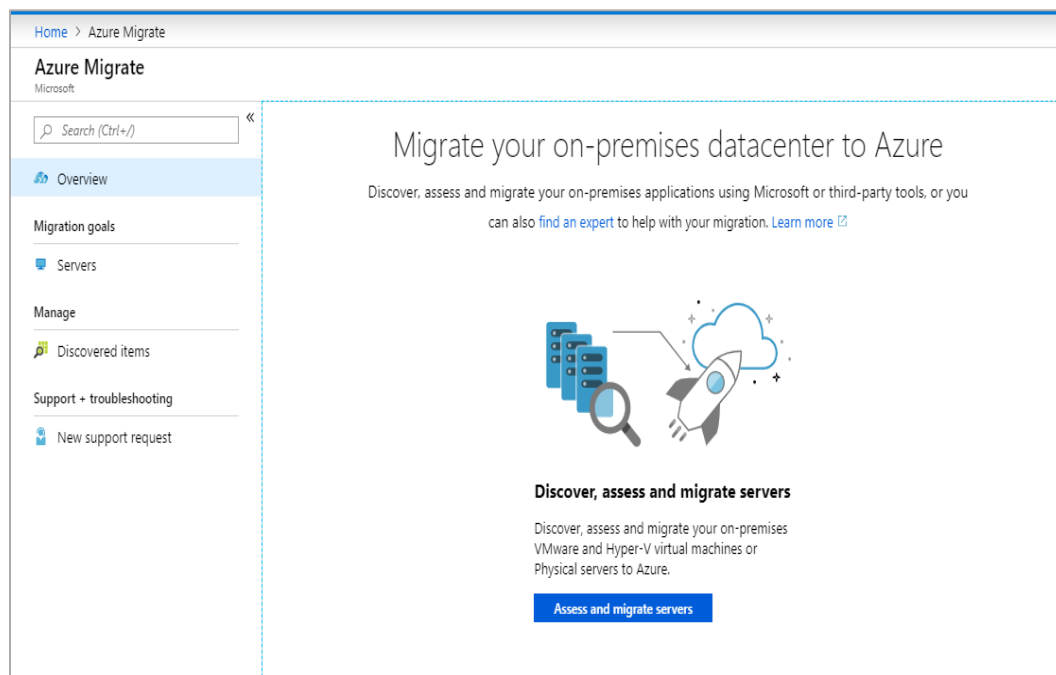 Home > Azure Migrate
Azure Migrate
Microsoft
Search (Ctrl+/)
«
Overview
Migration goals
Servers
Manage
Discovered items
Support + troubleshooting
New support request
Migrate your on-premises datacenter to Azure
Discover, assess and migrate your on-premises applications using Microsoft or third-party tools, or you
can also find an expert to help with your migration. Learn more
Discover, assess and migrate servers
Discover, assess and migrate your on-premises
VMware and Hyper-V virtual machines or
Physical servers to Azure.
Assess and migrate servers